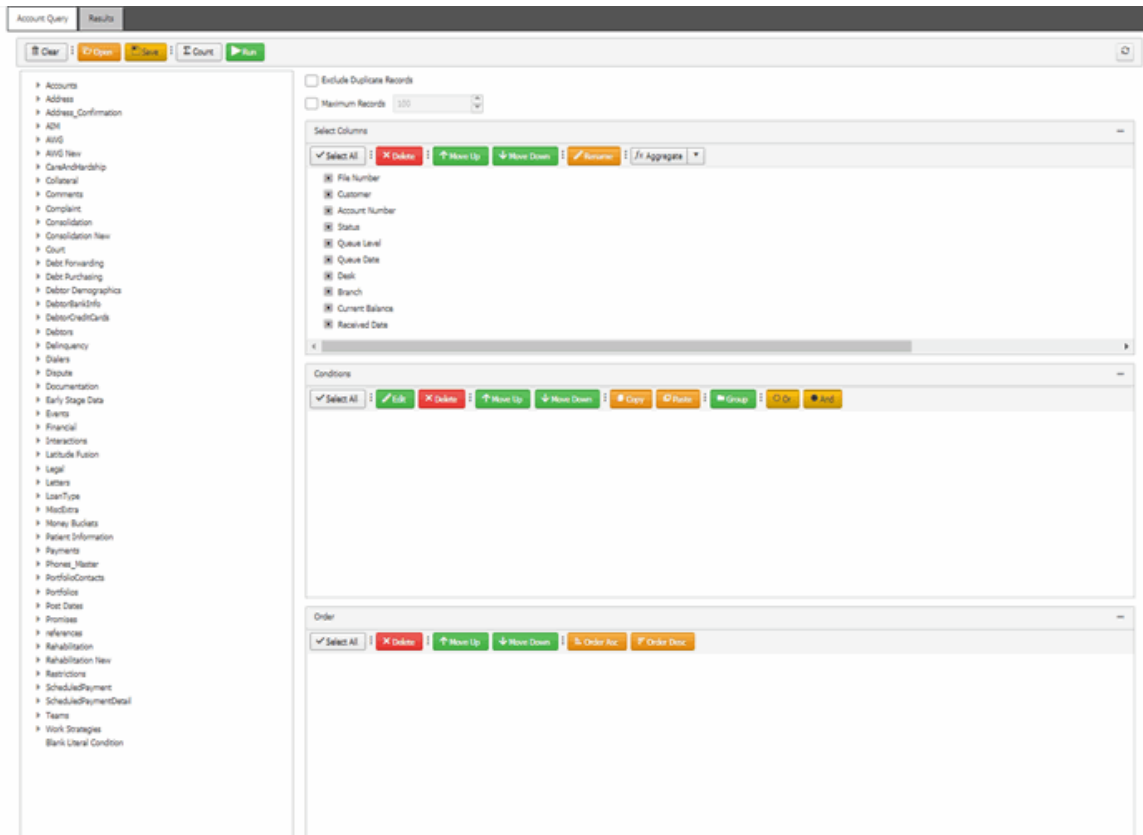 Account Query Results
Clear Open Save Σ Count Run
Accounts
Address
Address_Confirmation
AIM
AWG
AWG New
CareAndHardship
Collateral
Comments
Complaint
Consolidation
Consolidation New
Court
Debt Forwarding
Debt Purchasing
Debtor Demographics
DebtorBankInfo
DebtorCreditCards
Debtors
Delinquency
Dialers
Dispute
Documentation
Early Stage Data
Events
Financial
Interactions
Latitude Fusion
Legal
Letters
LoanType
MiscExtra
Money Buckets
Patient Information
Payments
Phones_Master
PortfolioContacts
Portfolios
Post Dates
Promises
references
Rehabilitation
Rehabilitation New
Restrictions
ScheduledPayment
ScheduledPaymentDetail
Teams
Work Strategies
Blank Literal Condition
Exclude Duplicate Records
Maximum Records 100
Select Columns
Select All Delete Move Up Move Down Rename fx Aggregate
File Number
Customer
Account Number
Status
Queue Level
Queue Date
Desk
Branch
Current Balance
Received Date
Conditions
Select All Edit Delete Move Up Move Down Copy Paste Group Or And
Order
Select All Delete Move Up Move Down Order Asc Order Desc